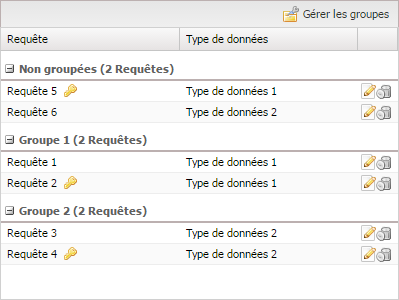 Gérer les groupes
Requête Type de données
Non groupées (2 Requêtes)
Requête 5 Type de données 1
Requête 6 Type de données 2
Groupe 1 (2 Requêtes)
Requête 1 Type de données 1
Requête 2 Type de données 1
Groupe 2 (2 Requêtes)
Requête 3 Type de données 2
Requête 4 Type de données 2